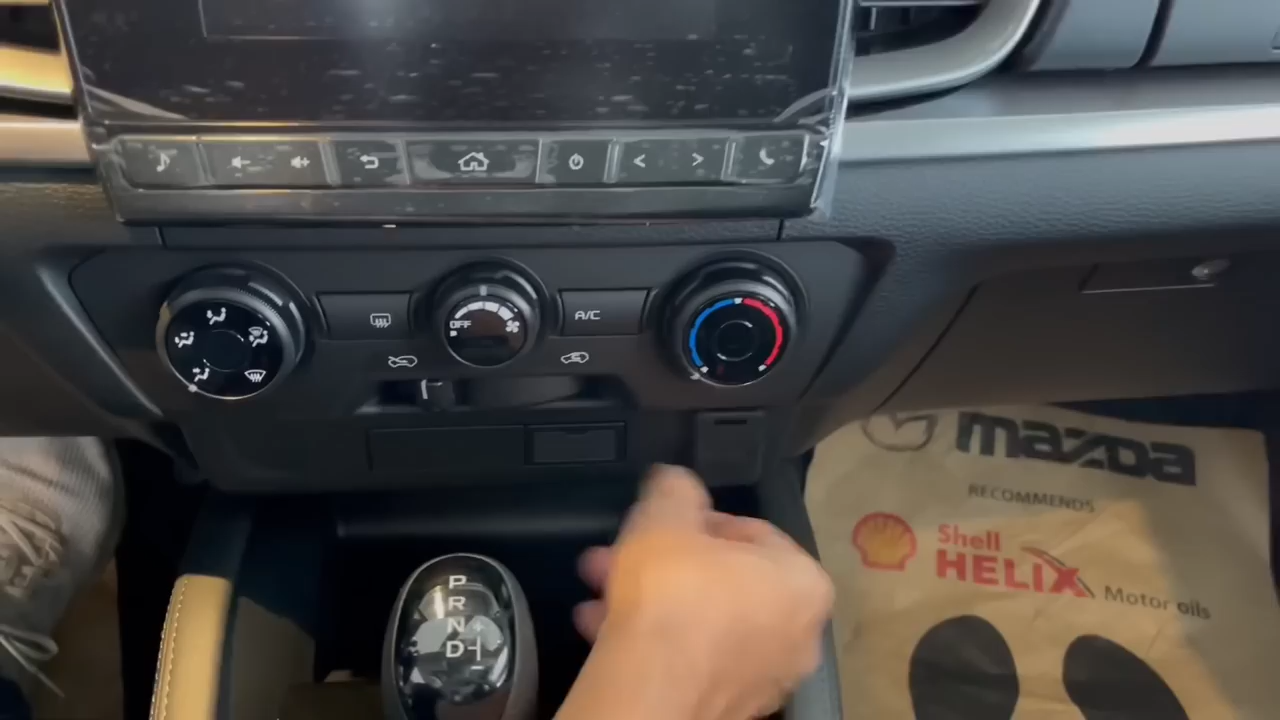 A/C
OFF
mazda
RECOMMENDS
Shell
HELIX Motor oils
P
R
N
D
+
-